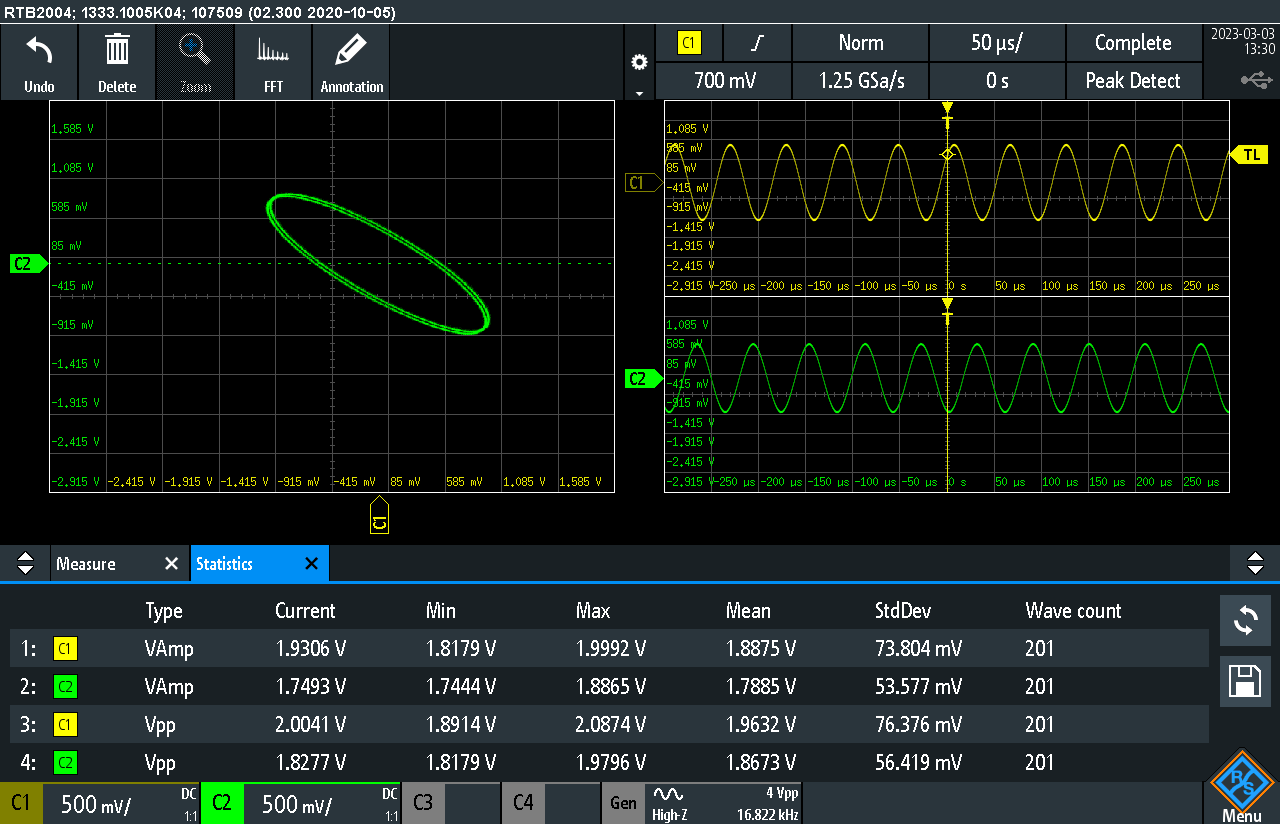 RTB2004; 1333.1005K04; 107509 (02.300 2020-10-05)
Undo
Delete
Zoom
FFT
Annotation
C1
Norm
50 µs/
Complete
2023-03-03
13:30
700 mV
1.25 GSa/s
0 s
Peak Detect
1.585 V
1.085 V
585 mV
85 mV
-415 mV
-915 mV
-1.415 V
-1.915 V
-2.415 V
-2.915 V
-2.415 V
-1.915 V
-1.415 V
-915 mV
-415 mV
85 mV
585 mV
1.085 V
1.585 V
C2
C1
T
TL
C1
1.085 V
585 mV
85 mV
-415 mV
-915 mV
-1.415 V
-1.915 V
-2.415 V
-2.915 V
-250 µs
-200 µs
-150 µs
-100 µs
-50 µs
0 s
50 µs
100 µs
150 µs
200 µs
250 µs
T
C2
1.085 V
585 mV
85 mV
-415 mV
-915 mV
-1.415 V
-1.915 V
-2.415 V
-2.915 V
-250 µs
-200 µs
-150 µs
-100 µs
-50 µs
0 s
50 µs
100 µs
150 µs
200 µs
250 µs
Measure
Statistics
Type Current Min Max Mean StdDev Wave count
1: C1 VAmp 1.9306 V 1.8179 V 1.9992 V 1.8875 V 73.804 mV 201
2: C2 VAmp 1.7493 V 1.7444 V 1.8865 V 1.7885 V 53.577 mV 201
3: C1 Vpp 2.0041 V 1.8914 V 2.0874 V 1.9632 V 76.376 mV 201
4: C2 Vpp 1.8277 V 1.8179 V 1.9796 V 1.8673 V 56.419 mV 201
C1
500 mV/
DC
1:1
C2
500 mV/
DC
1:1
C3
C4
Gen
High-Z
4 Vpp
16.822 kHz
R&S
Menu